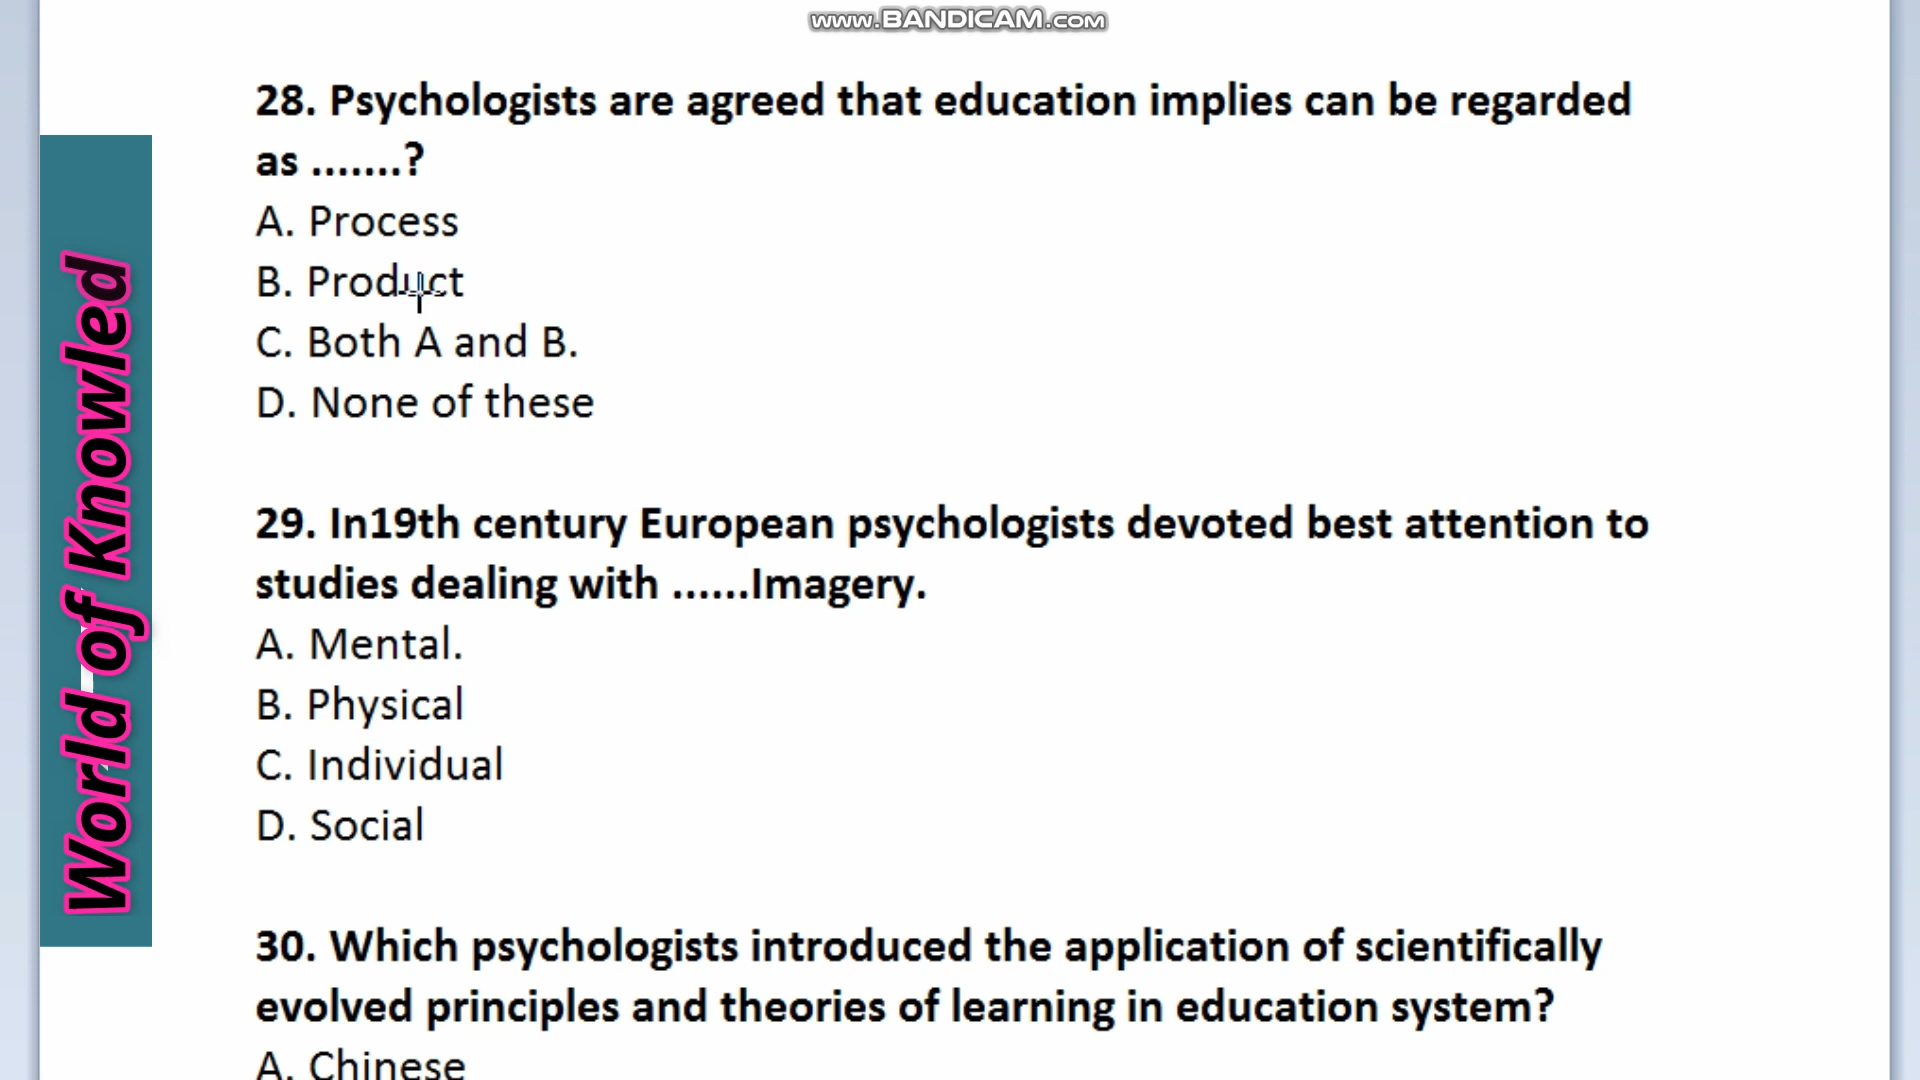 www.BANDICAM.com
28. Psychologists are agreed that education implies can be regarded
as .......?
A. Process
B. Product
C. Both A and B.
D. None of these
29. In19th century European psychologists devoted best attention to
studies dealing with ......Imagery.
A. Mental.
B. Physical
C. Individual
D. Social
30. Which psychologists introduced the application of scientifically
evolved principles and theories of learning in education system?
A. Chinese
World of Knowled